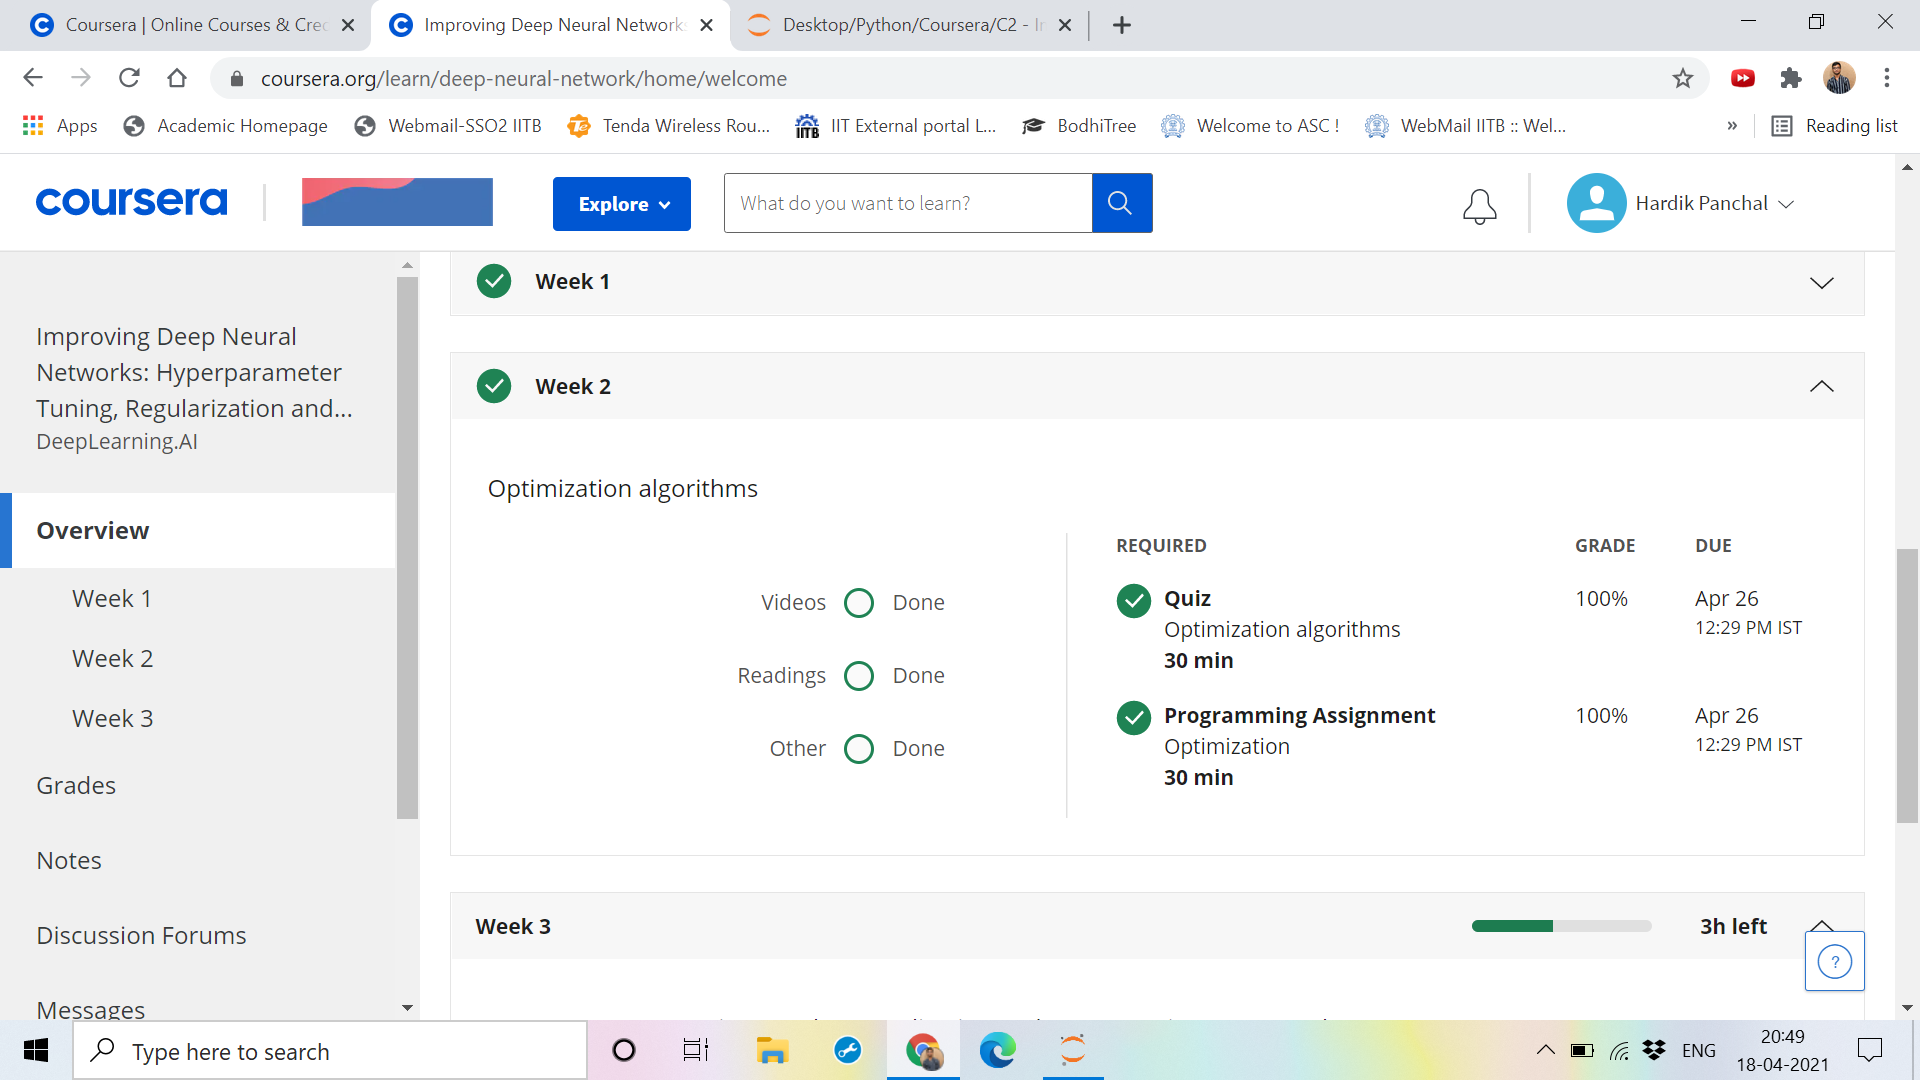 Coursera | Online Courses & Cre
Improving Deep Neural Network
Desktop/Python/Coursera/C2 - I
coursera.org/learn/deep-neural-network/home/welcome
Apps
Academic Homepage
Webmail-SSO2 IITB
Tenda Wireless Rou...
IITB
IIT External portal L...
BodhiTree
Welcome to ASC !
WebMail IITB :: Wel...
»
Reading list
coursera
Explore
What do you want to learn?
Hardik Panchal
Improving Deep Neural
Networks: Hyperparameter
Tuning, Regularization and...
DeepLearning.AI
Overview
Week 1
Week 2
Week 3
Grades
Notes
Discussion Forums
Messages
Week 1
Week 2
Optimization algorithms
Videos Done
Readings Done
Other Done
REQUIRED GRADE DUE
Quiz 100% Apr 26
Optimization algorithms 12:29 PM IST
30 min
Programming Assignment 100% Apr 26
Optimization 12:29 PM IST
30 min
Week 3 3h left
?
Type here to search
ENG
20:49
18-04-2021